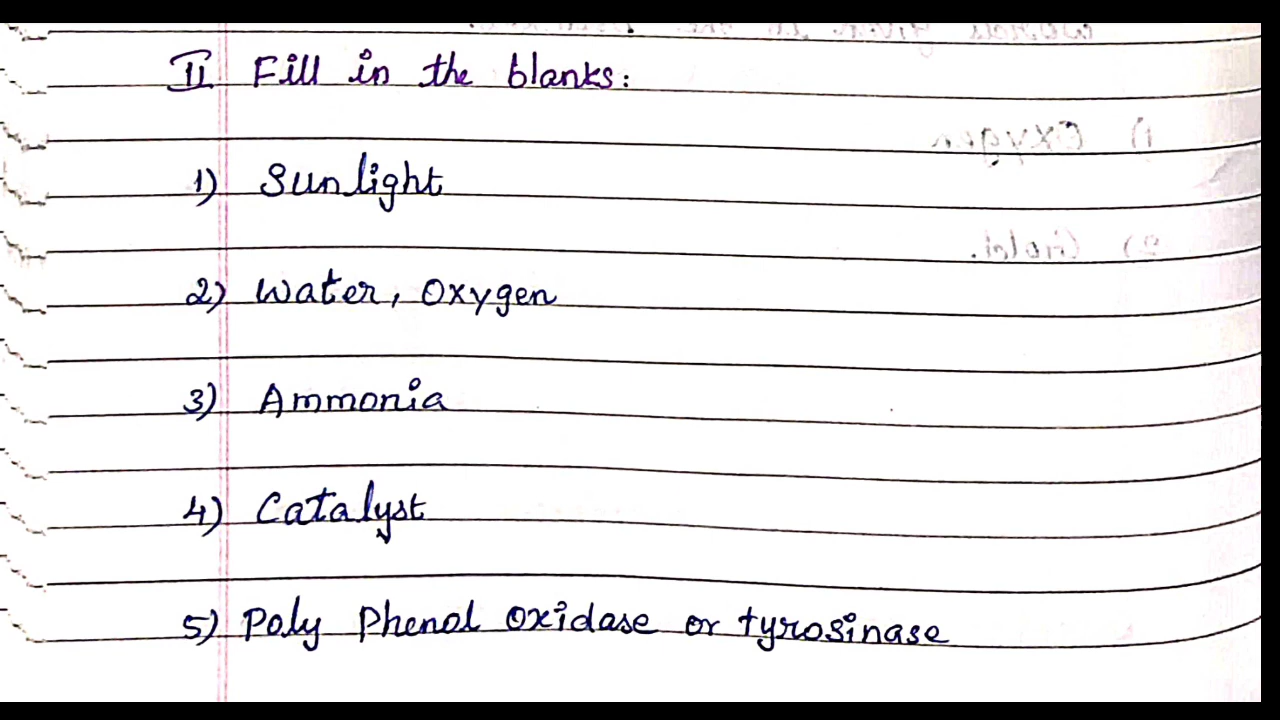 II Fill in the blanks:
1) Sunlight
2) Water, Oxygen
3) Ammonia
4) Catalyst
5) Poly Phenol Oxidase or tyrosinase